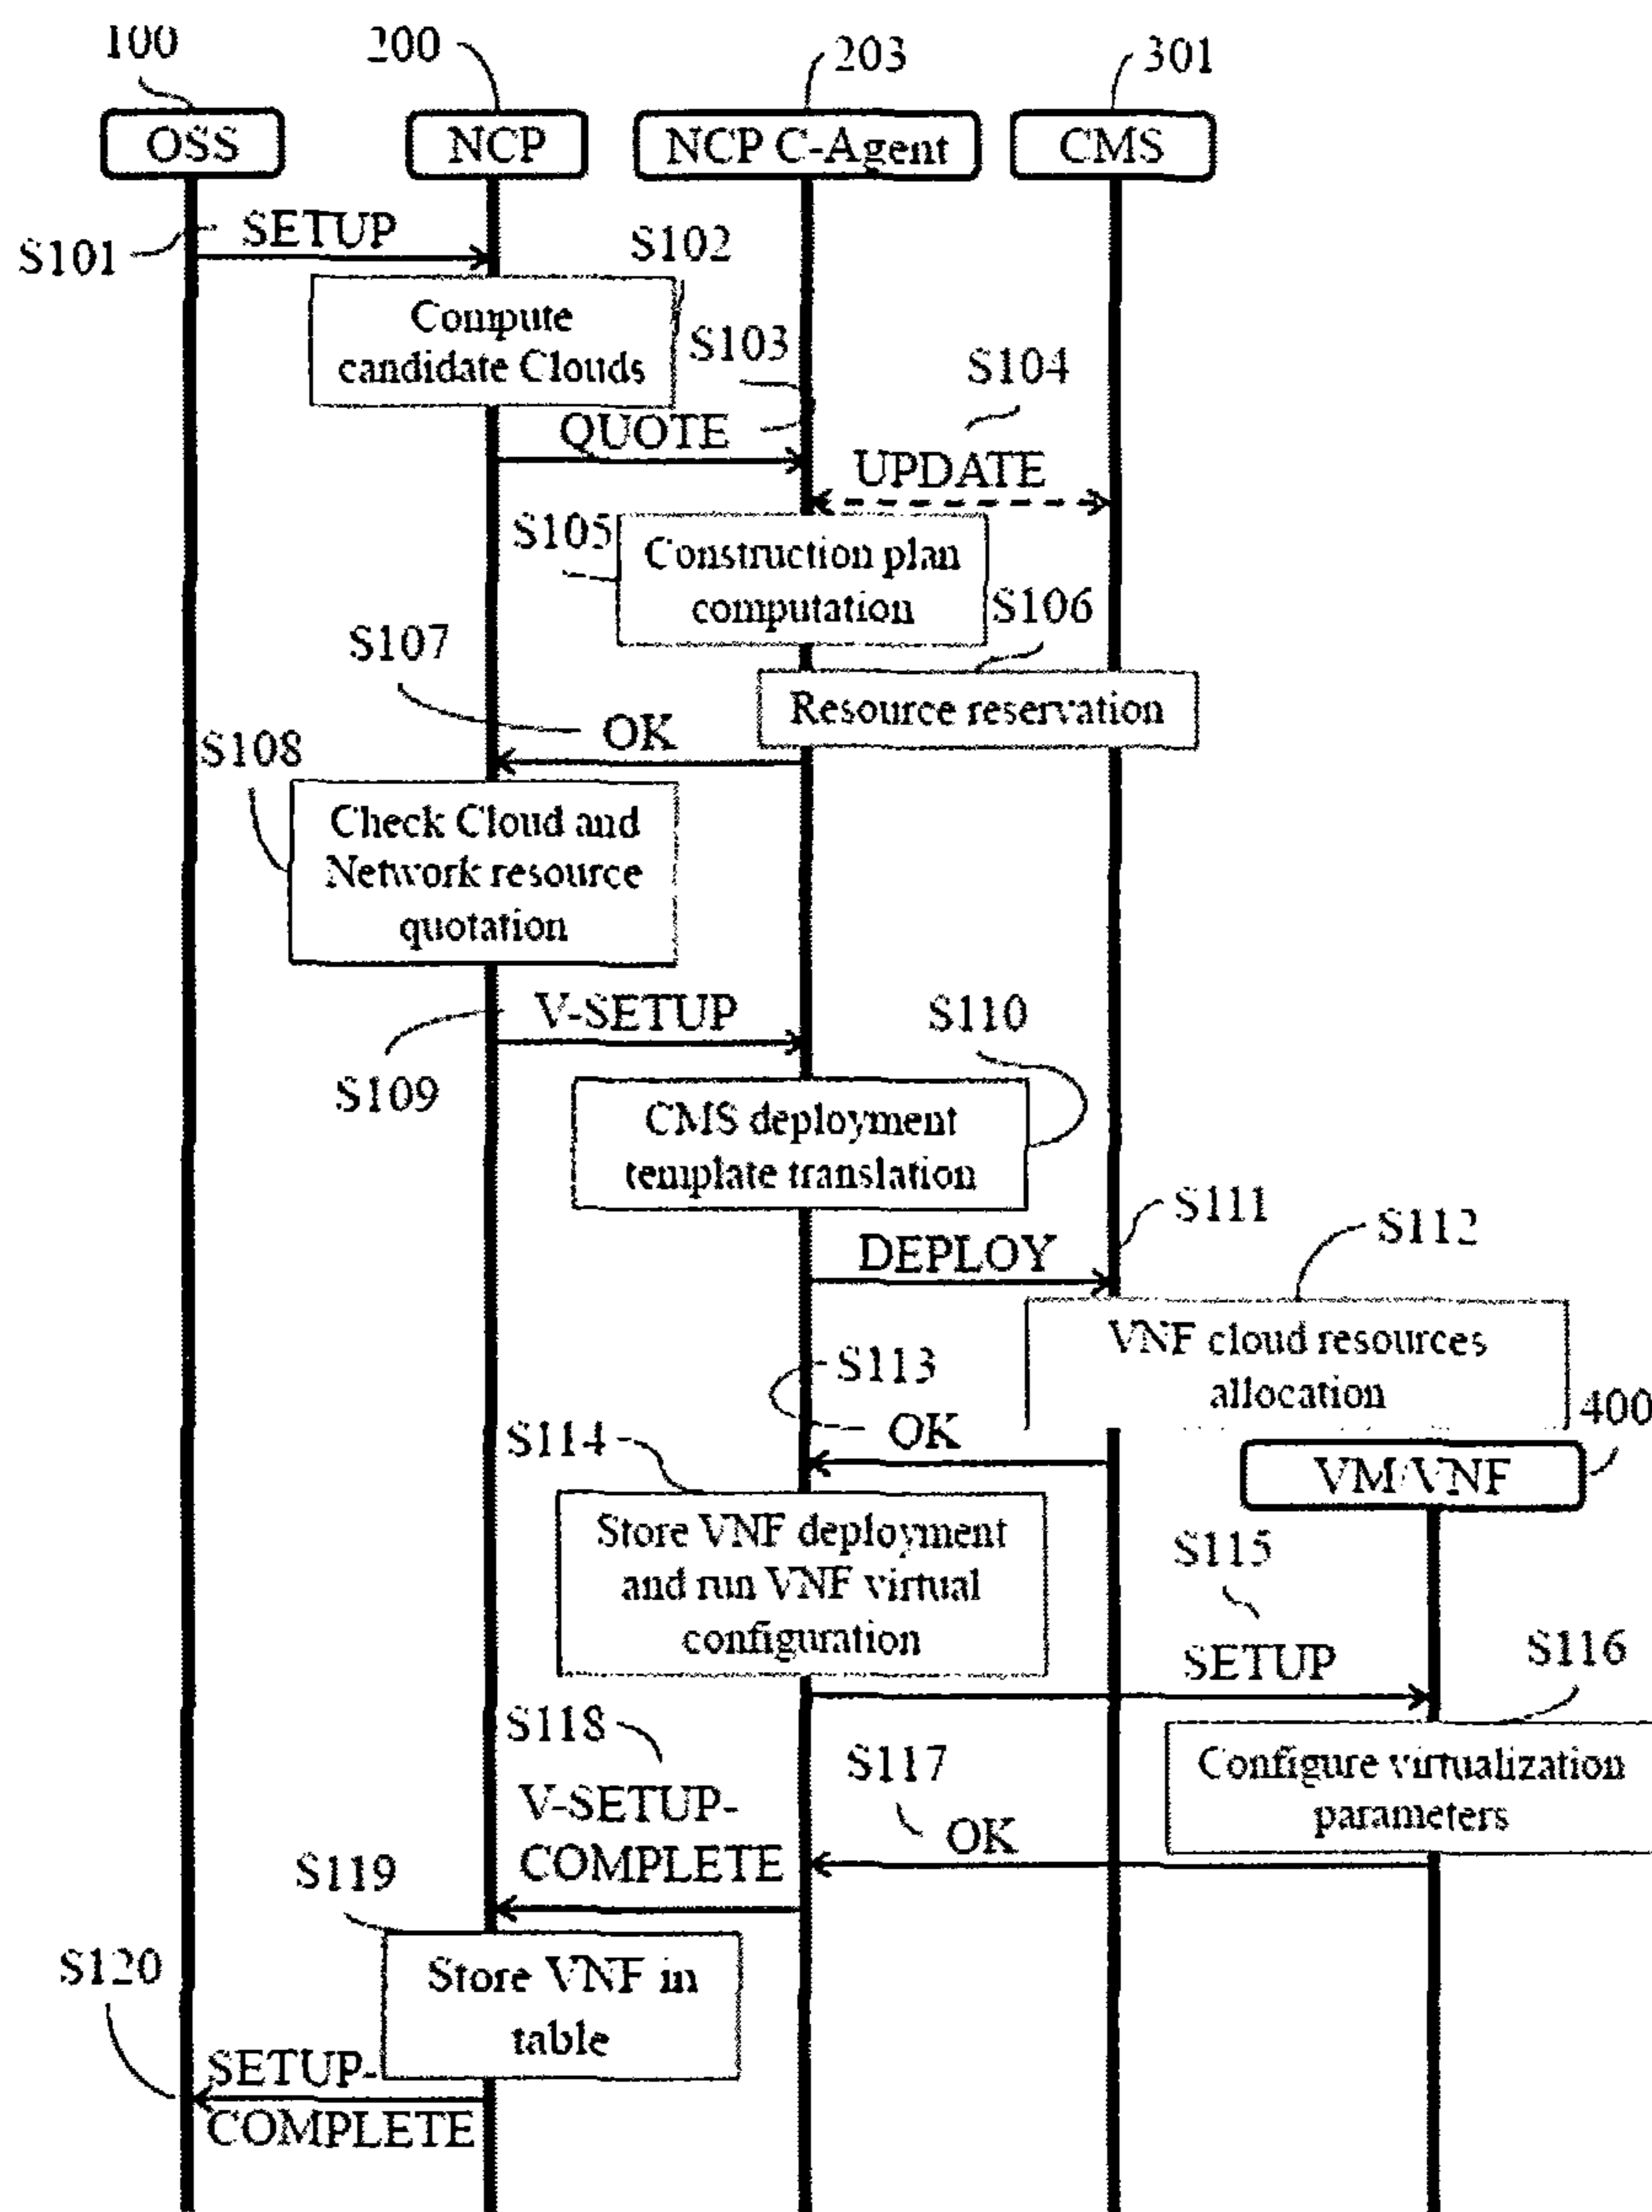 100
200
203
301
OSS
NCP
NCP C-Agent
CMS
S101
SETUP
S102
Compute
candidate Clouds
S103
S104
QUOTE
UPDATE
S105
Construction plan
computation
S106
S107
Resource reservation
OK
S108
Check Cloud and
Network resource
quotation
V-SETUP
S109
S110
CMS deployment
template translation
S111
S112
DEPLOY
VNF cloud resources
allocation
S113
400
OK
S114
VM/VNF
Store VNF deployment
and run VNF virtual
configuration
S115
SETUP
S116
S118
S117
Configure virtualization
parameters
V-SETUP-
COMPLETE
OK
S119
S120
Store VNF in
table
SETUP-
COMPLETE